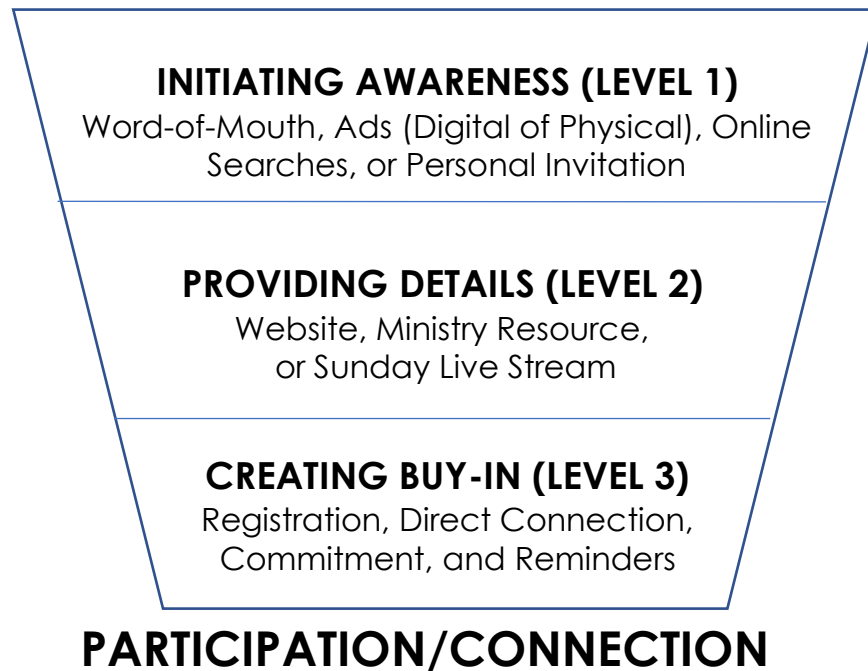 INITIATING AWARENESS (LEVEL 1)
Word-of-Mouth, Ads (Digital of Physical), Online
Searches, or Personal Invitation
PROVIDING DETAILS (LEVEL 2)
Website, Ministry Resource,
or Sunday Live Stream
CREATING BUY-IN (LEVEL 3)
Registration, Direct Connection,
Commitment, and Reminders
PARTICIPATION/CONNECTION